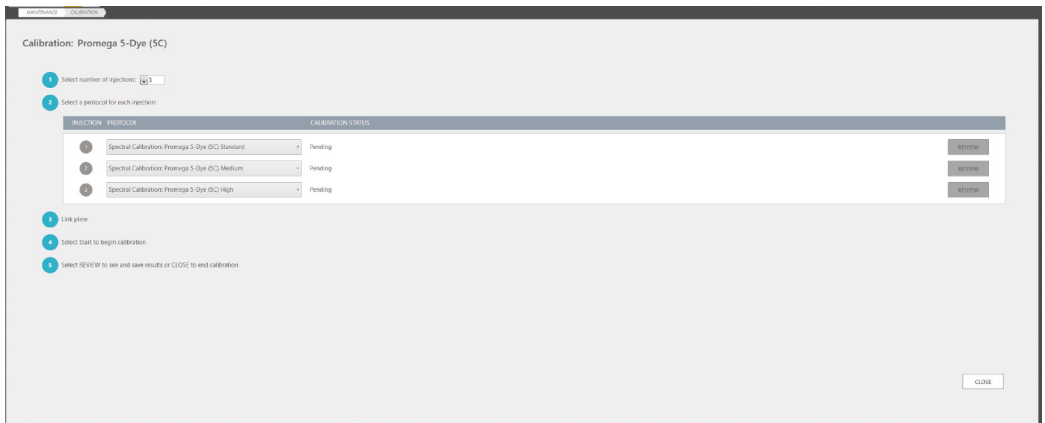 MAINTENANCE CALIBRATION
Calibration: Promega 5-Dye (5C)
1 Select number of injections: 3
2 Select a protocol for each injection:
INJECTION PROTOCOL CALIBRATION STATUS
1 Spectral Calibration: Promega 5-Dye (5C) Standard Pending REVIEW
2 Spectral Calibration: Promega 5-Dye (5C) Medium Pending REVIEW
3 Spectral Calibration: Promega 5-Dye (5C) High Pending REVIEW
3 Link plate
4 Select Start to begin calibration
5 Select REVIEW to see and save results or CLOSE to end calibration
CLOSE